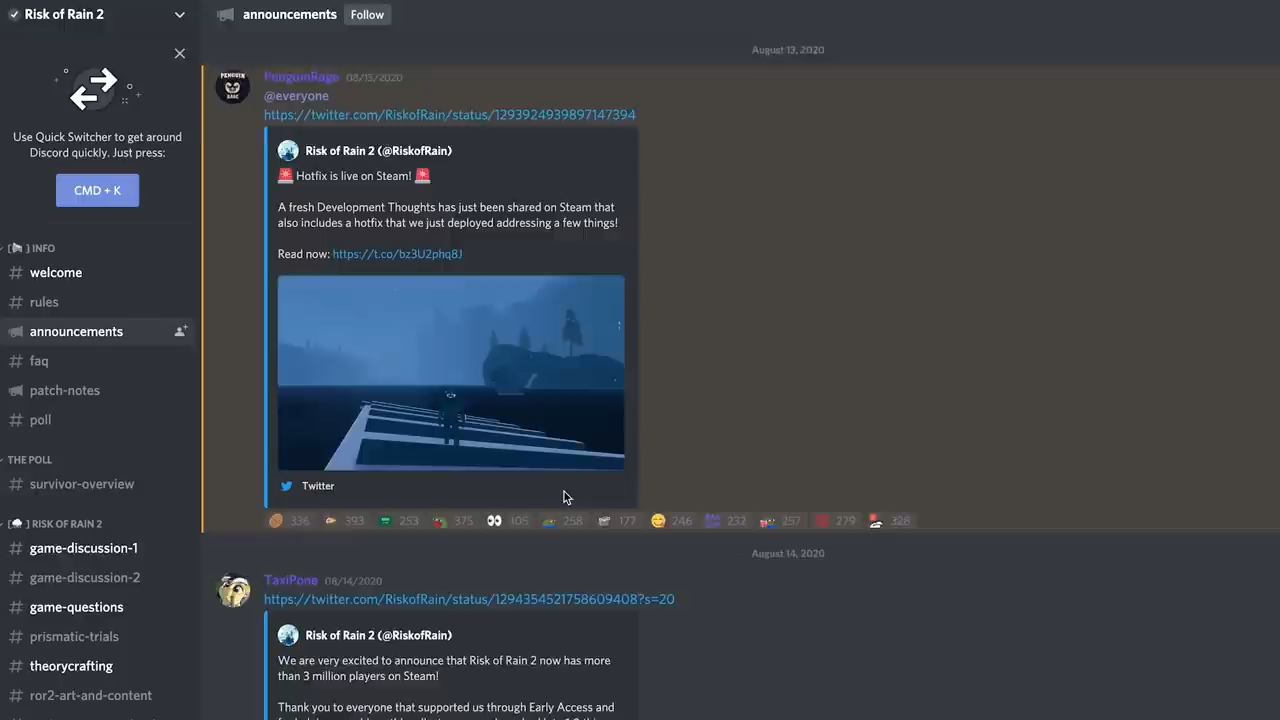 Risk of Rain 2
Use Quick Switcher to get around
Discord quickly. Just press:
CMD + K
INFO
welcome
rules
announcements
faq
patch-notes
poll
THE POLL
survivor-overview
RISK OF RAIN 2
game-discussion-1
game-discussion-2
game-questions
prismatic-trials
theorycrafting
ror2-art-and-content
announcements
Follow
August 13, 2020
PENGUIN RAGE
PenguinRage 08/13/2020
@everyone
https://twitter.com/RiskofRain/status/1293924939897147394
Risk of Rain 2 (@RiskofRain)
Hotfix is live on Steam!
A fresh Development Thoughts has just been shared on Steam that
also includes a hotfix that we just deployed addressing a few things!
Read now: https://t.co/bz3U2phq8J
Twitter
336 393 253 375 105 258 177 246 232 257 279 328
August 14, 2020
TaxiPone 08/14/2020
https://twitter.com/RiskofRain/status/1294354521758609408?s=20
Risk of Rain 2 (@RiskofRain)
We are very excited to announce that Risk of Rain 2 now has more
than 3 million players on Steam!
Thank you to everyone that supported us through Early Access and